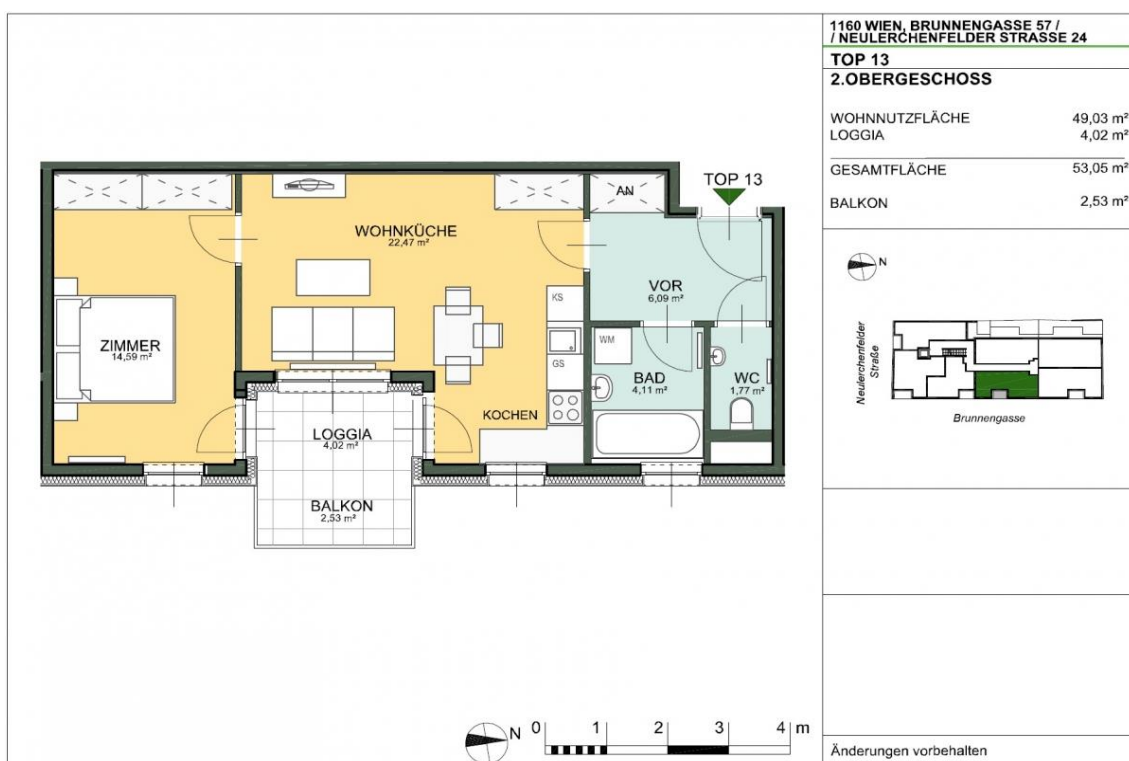 1160 WIEN, BRUNNENGASSE 57 /
/ NEULERCHENFELDER STRASSE 24
TOP 13
2.OBERGESCHOSS
WOHNNUTZFLÄCHE 49,03 m²
LOGGIA 4,02 m²
GESAMTFLÄCHE 53,05 m²
BALKON 2,53 m²
N
Neulerchenfelder
Straße
Brunnengasse
AN
TOP 13
WOHNKÜCHE
22,47 m²
VOR
6,09 m²
KS
ZIMMER
14,59 m²
WM
GS
BAD
4,11 m²
WC
1,77 m²
KOCHEN
LOGGIA
4,02 m²
BALKON
2,53 m²
N
0 1 2 3 4 m
Änderungen vorbehalten